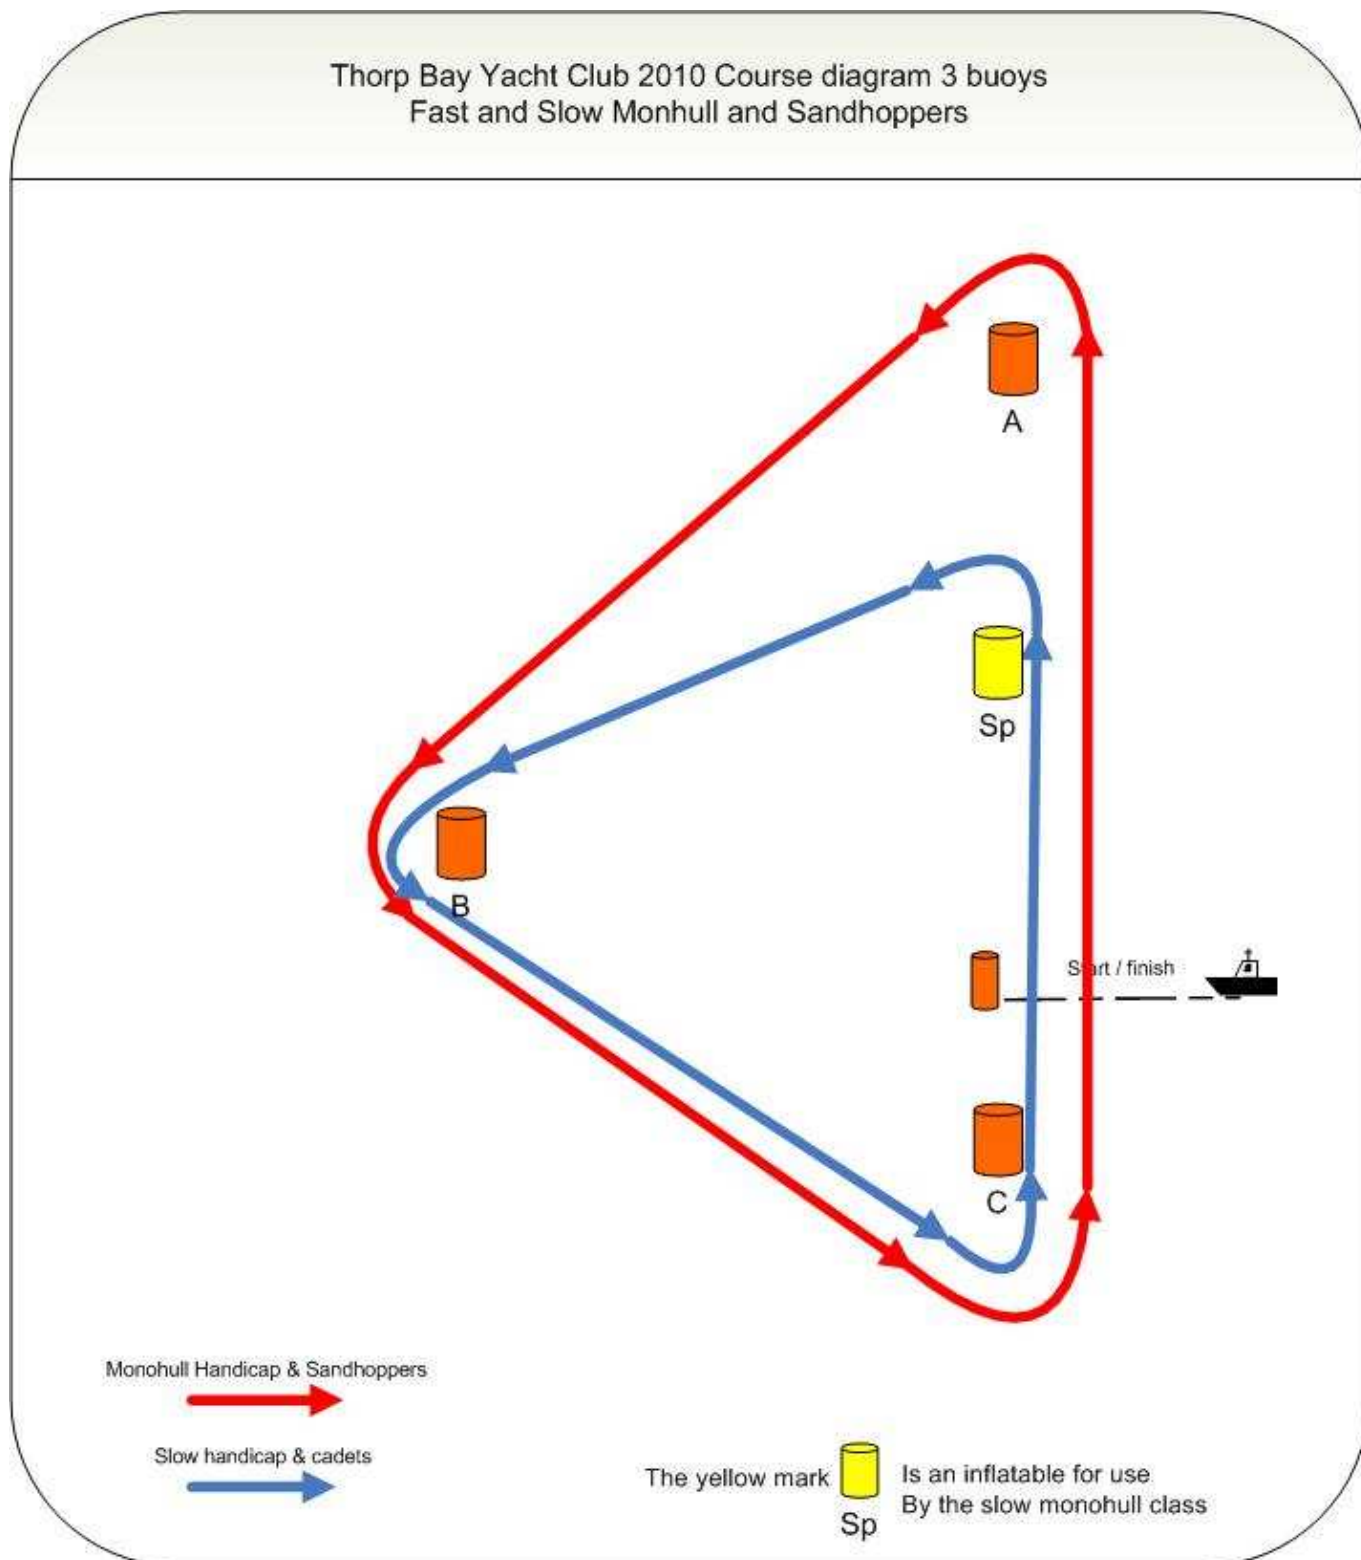 Thorp Bay Yacht Club 2010 Course diagram 3 buoys
Fast and Slow Monhull and Sandhoppers
A
Sp
B
Start / finish
C
Monohull Handicap & Sandhoppers
Slow handicap & cadets
The yellow mark
Sp
Is an inflatable for use
By the slow monohull class